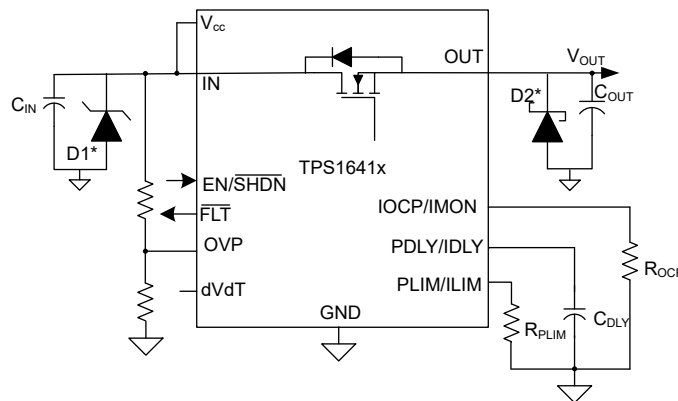 Vcc
IN
OUT
VOUT
CIN
D1*
D2*
COUT
TPS1641x
EN/SHDN
FLT
OVP
dVdT
GND
IOCP/IMON
PDLY/IDLY
PLIM/ILIM
RPLIM
CDLY
ROCP